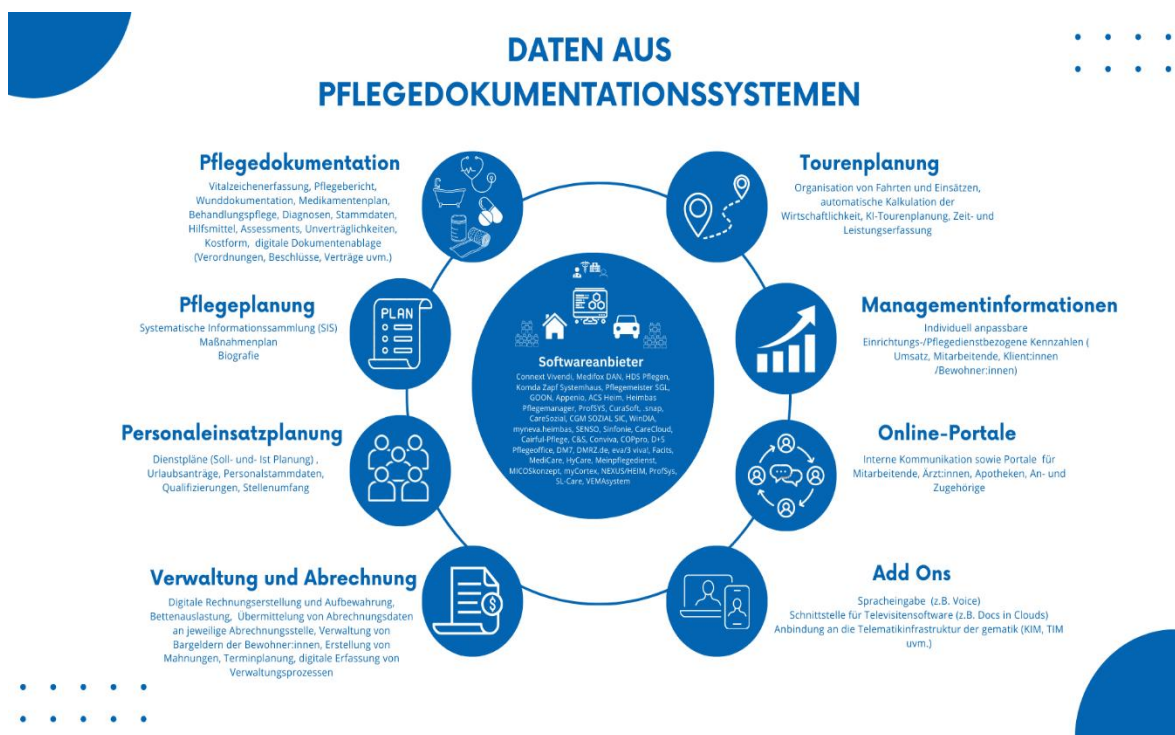 DATEN AUS
PFLEGEDOKUMENTATIONSSYSTEMEN
Pflegedokumentation
Vitalzeichenerfassung, Pflegebericht,
Wunddokumentation, Medikamentenplan,
Behandlungspflege, Diagnosen, Stammdaten,
Hilfsmittel, Assessments, Unverträglichkeiten,
Kostform, digitale Dokumentenablage
(Verordnungen, Beschlüsse, Verträge uvm.)
Pflegeplanung
Systematische Informationssammlung (SIS)
Maßnahmenplan
Biografie
PLAN
Personaleinsatzplanung
Dienstpläne (Soll- und- Ist Planung) ,
Urlaubsanträge, Personalstammdaten,
Qualifizierungen, Stellenumfang
Verwaltung und Abrechnung
Digitale Rechnungserstellung und Aufbewahrung,
Bettenauslastung, Übermittelung von Abrechnungsdaten
an jeweilige Abrechnungsstelle, Verwaltung von
Bargeldern der Bewohner:innen, Erstellung von
Mahnungen, Terminplanung, digitale Erfassung von
Verwaltungsprozessen
$
Softwareanbieter
Connext Vivendi, Medifox DAN, HDS Pflegen,
Komda Zapf Systemhaus, Pflegemeister SGL,
GOON, Appenio, ACS Heim, Heimbas
Pflegemanager, ProfSYS, CuraSoft, .snap,
CareSozial, CGM SOZIAL SIC, WinDIA,
myneva.heimbas, SENSO, Sinfonie, CareCloud,
Cairful-Pflege, C&S, Conviva, COPpro, D+S
Pflegeoffice, DM7, DMRZ.de, eva/3 viva!, Facits,
MediCare, HyCare, Meinpflegedienst,
MICOSkonzept, myCortex, NEXUS/HEIM, ProfSys,
SL-Care, VEMAsystem
Tourenplanung
Organisation von Fahrten und Einsätzen,
automatische Kalkulation der
Wirtschaftlichkeit, KI-Tourenplanung, Zeit- und
Leistungserfassung
Managementinformationen
Individuell anpassbare
Einrichtungs-/Pflegedienstbezogene Kennzahlen (
Umsatz, Mitarbeitende, Klient:innen
/Bewohner:innen)
Online-Portale
Interne Kommunikation sowie Portale für
Mitarbeitende, Ärzt:innen, Apotheken, An- und
Zugehörige
Add Ons
Spracheingabe (z.B. Voice)
Schnittstelle für Televisitensoftware (z.B. Docs in Clouds)
Anbindung an die Telematikinfrastruktur der gematik (KIM, TIM
uvm.)